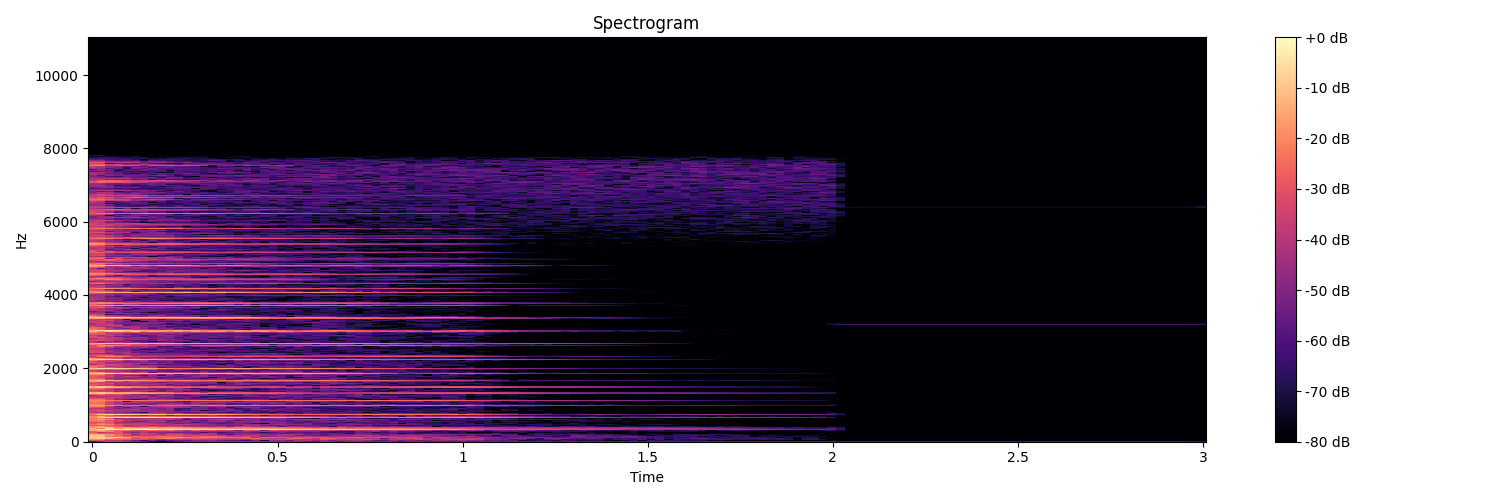 Spectrogram
Hz
10000
8000
6000
4000
2000
0
0
0.5
1
1.5
2
2.5
3
Time
+0 dB
-10 dB
-20 dB
-30 dB
-40 dB
-50 dB
-60 dB
-70 dB
-80 dB